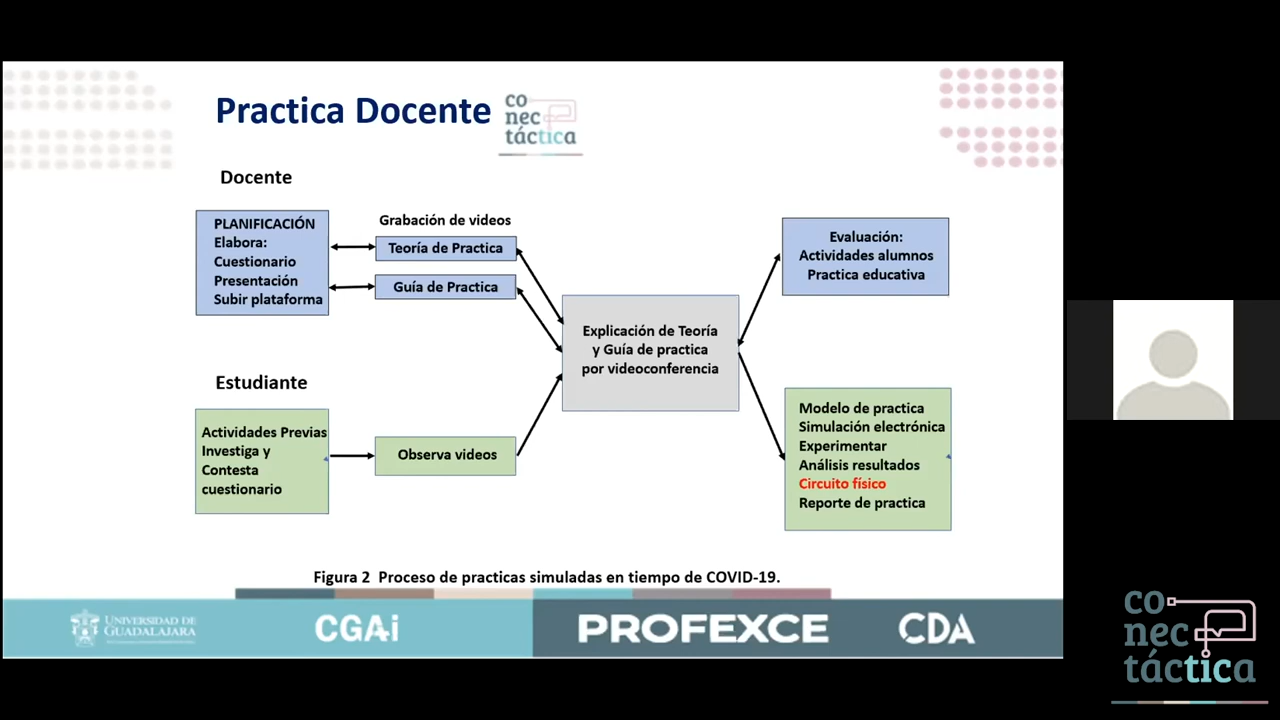 Practica Docente
co
nec
táctica
Docente
PLANIFICACIÓN
Elabora:
Cuestionario
Presentación
Subir plataforma
Grabación de videos
Teoría de Practica
Guía de Practica
Explicación de Teoría
y Guía de practica
por videoconferencia
Evaluación:
Actividades alumnos
Practica educativa
Estudiante
Actividades Previas
Investiga y
Contesta
cuestionario
Observa videos
Modelo de practica
Simulación electrónica
Experimentar
Análisis resultados
Circuito físico
Reporte de practica
Figura 2 Proceso de practicas simuladas en tiempo de COVID-19.
UNIVERSIDAD DE
GUADALAJARA
CGAi
PROFEXCE
CDA
co
nec
táctica